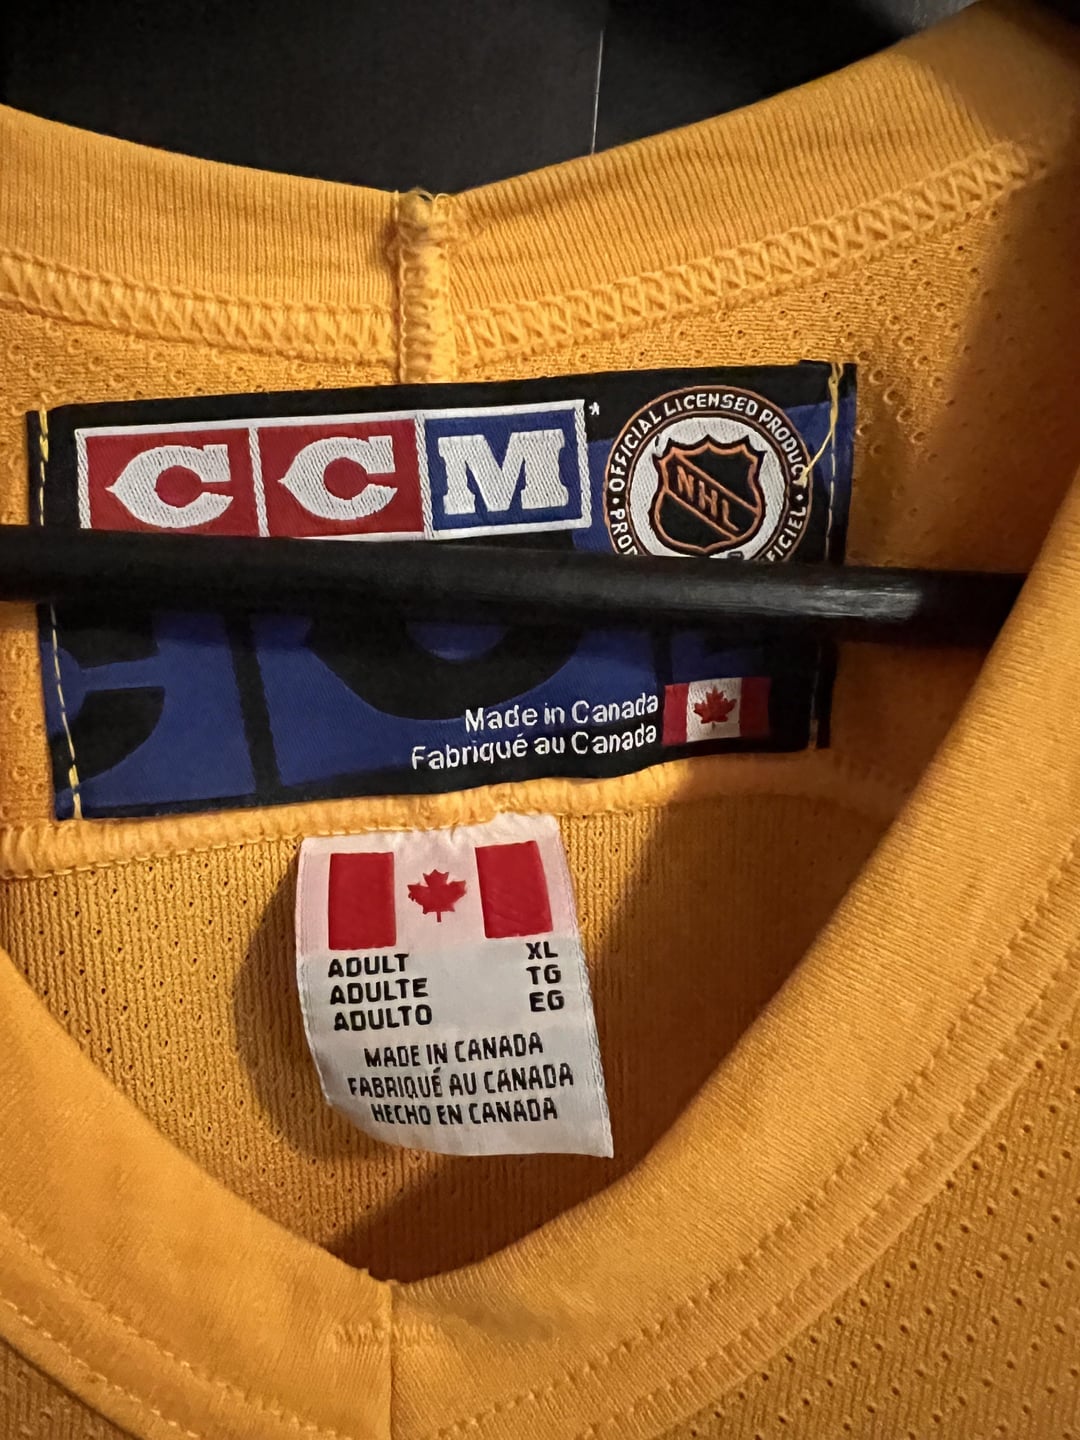 CCM*
OFFICIAL LICENSED PRODUCT
NHL
Made in Canada
Fabriqué au Canada
ADULT XL
ADULTE TG
ADULTO EG
MADE IN CANADA
FABRIQUÉ AU CANADA
HECHO EN CANADA